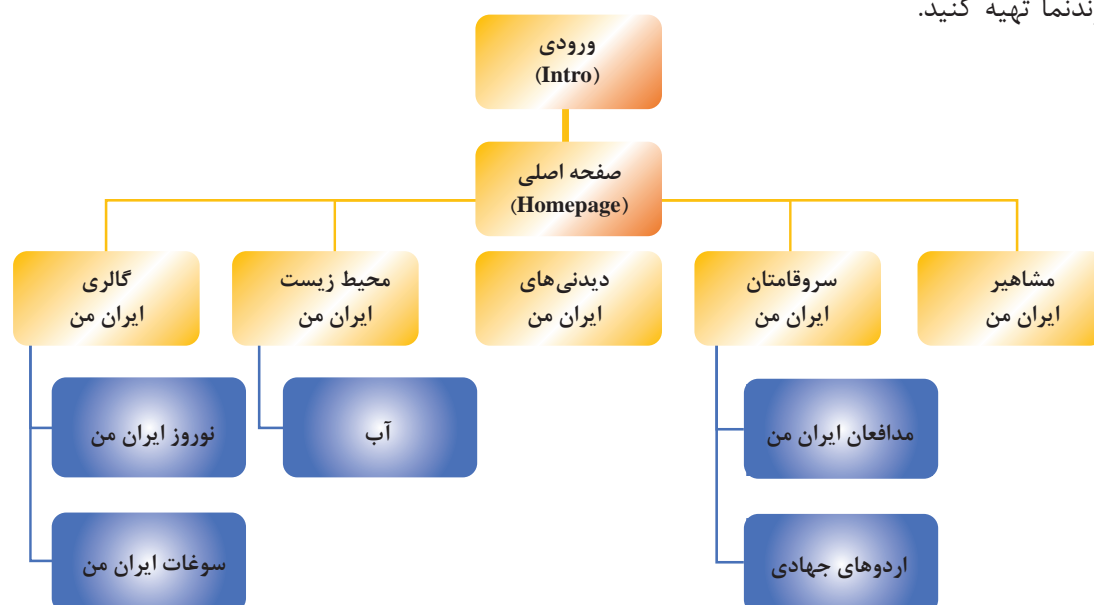 تهیه کنید.
ورودی
(Intro)
صفحه اصلی
(Homepage)
مشاهیر
ایران من
سروقامتان
ایران من
دیدنی‌های
ایران من
محیط زیست
ایران من
گالری
ایران من
مدافعان ایران من
آب
نوروز ایران من
اردوهای جهادی
سوغات ایران من